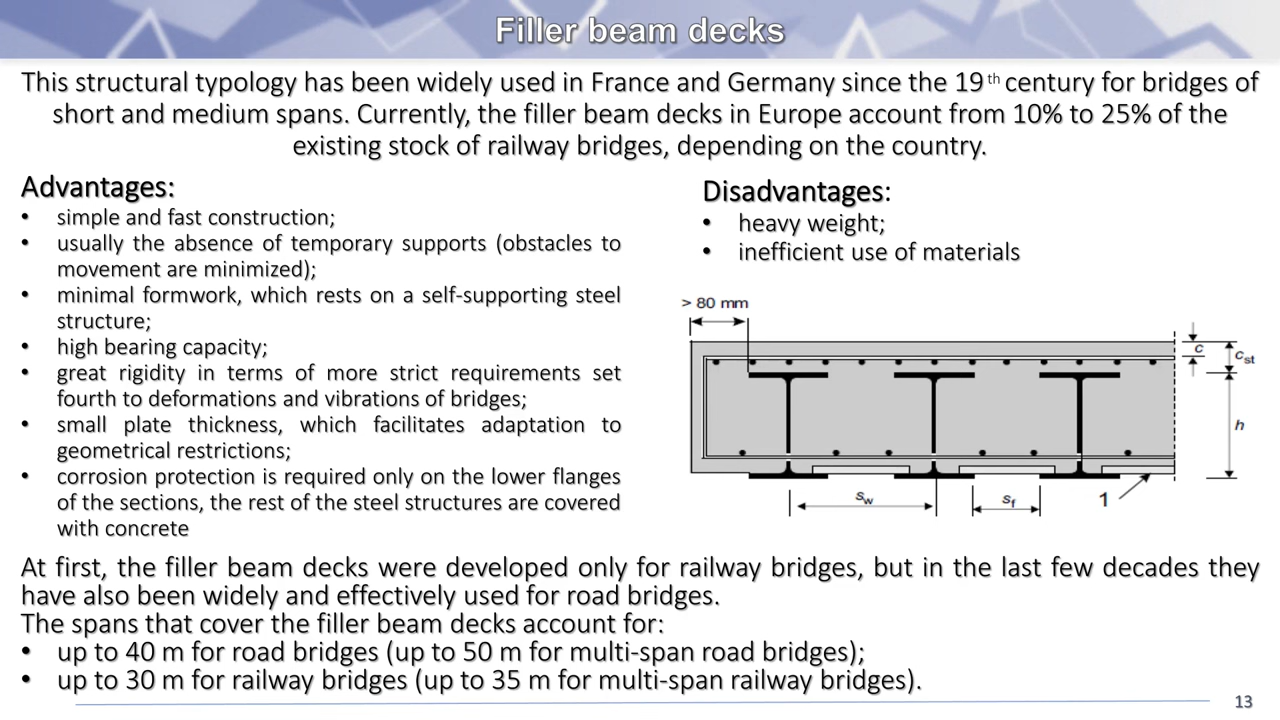 Filler beam decks
This structural typology has been widely used in France and Germany since the 19 th century for bridges of
short and medium spans. Currently, the filler beam decks in Europe account from 10% to 25% of the
existing stock of railway bridges, depending on the country.
Advantages:
• simple and fast construction;
• usually the absence of temporary supports (obstacles to
movement are minimized);
• minimal formwork, which rests on a self-supporting steel
structure;
• high bearing capacity;
• great rigidity in terms of more strict requirements set
fourth to deformations and vibrations of bridges;
• small plate thickness, which facilitates adaptation to
geometrical restrictions;
• corrosion protection is required only on the lower flanges
of the sections, the rest of the steel structures are covered
with concrete
Disadvantages:
• heavy weight;
• inefficient use of materials
> 80 mm
c
cst
h
sw
sf
1
At first, the filler beam decks were developed only for railway bridges, but in the last few decades they
have also been widely and effectively used for road bridges.
The spans that cover the filler beam decks account for:
• up to 40 m for road bridges (up to 50 m for multi-span road bridges);
• up to 30 m for railway bridges (up to 35 m for multi-span railway bridges).
13